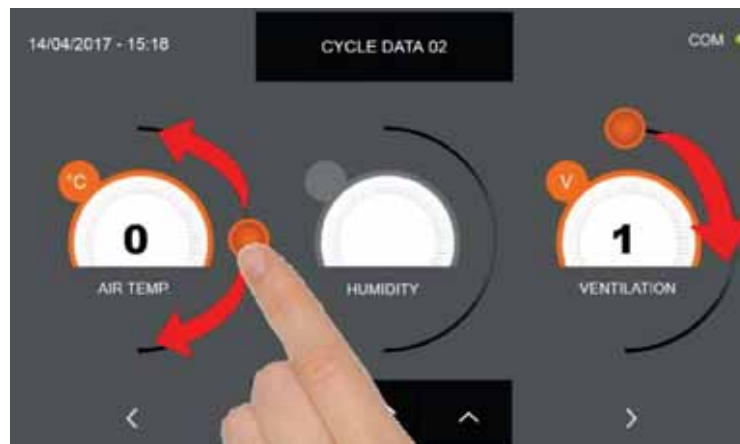 14/04/2017 - 15:18
CYCLE DATA 02
COM
°C
V
0
1
AIR TEMP.
HUMIDITY
VENTILATION